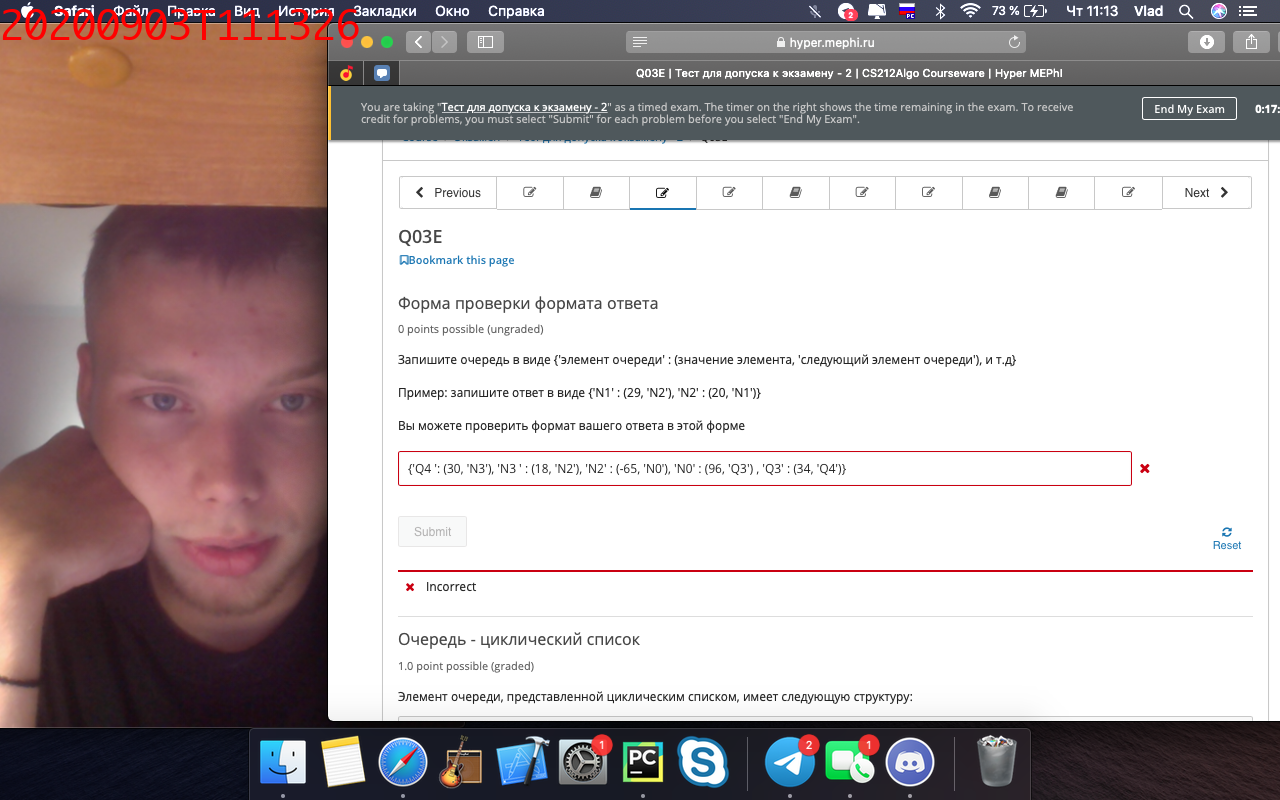 Safari Файл Правка Вид История Закладки Окно Справка 2 РС 73 % Чт 11:13 Vlad
20200903T111326
hyper.mephi.ru
Q03E | Тест для допуска к экзамену - 2 | CS212Algo Courseware | Hyper MEPhI
You are taking "Тест для допуска к экзамену - 2" as a timed exam. The timer on the right shows the time remaining in the exam. To receive
credit for problems, you must select "Submit" for each problem before you select "End My Exam".
End My Exam
0:17:
Previous
Next
Q03E
Bookmark this page
Форма проверки формата ответа
0 points possible (ungraded)
Запишите очередь в виде {'элемент очереди' : (значение элемента, 'следующий элемент очереди'), и т.д}
Пример: запишите ответ в виде {'N1' : (29, 'N2'), 'N2' : (20, 'N1')}
Вы можете проверить формат вашего ответа в этой форме
{'Q4 ': (30, 'N3'), 'N3 ' : (18, 'N2'), 'N2' : (-65, 'N0'), 'N0' : (96, 'Q3') , 'Q3' : (34, 'Q4')}
Submit
Reset
Incorrect
Очередь - циклический список
1.0 point possible (graded)
Элемент очереди, представленной циклическим списком, имеет следующую структуру:
1
PC
2
1